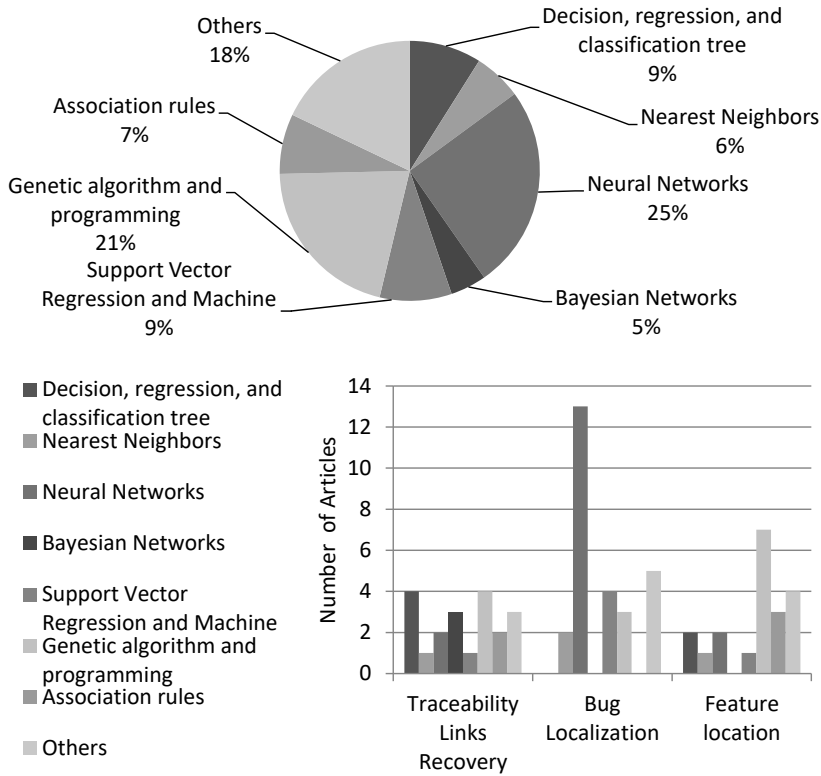 Others
18%
Decision, regression, and
classification tree
9%
Association rules
7%
Nearest Neighbors
6%
Genetic algorithm and
programming
21%
Neural Networks
25%
Support Vector
Regression and Machine
9%
Bayesian Networks
5%
Decision, regression, and
classification tree
Nearest Neighbors
Neural Networks
Bayesian Networks
Support Vector
Regression and Machine
Genetic algorithm and
programming
Association rules
Others
Number of Articles
14
12
10
8
6
4
2
0
Traceability
Links
Recovery
Bug
Localization
Feature
location